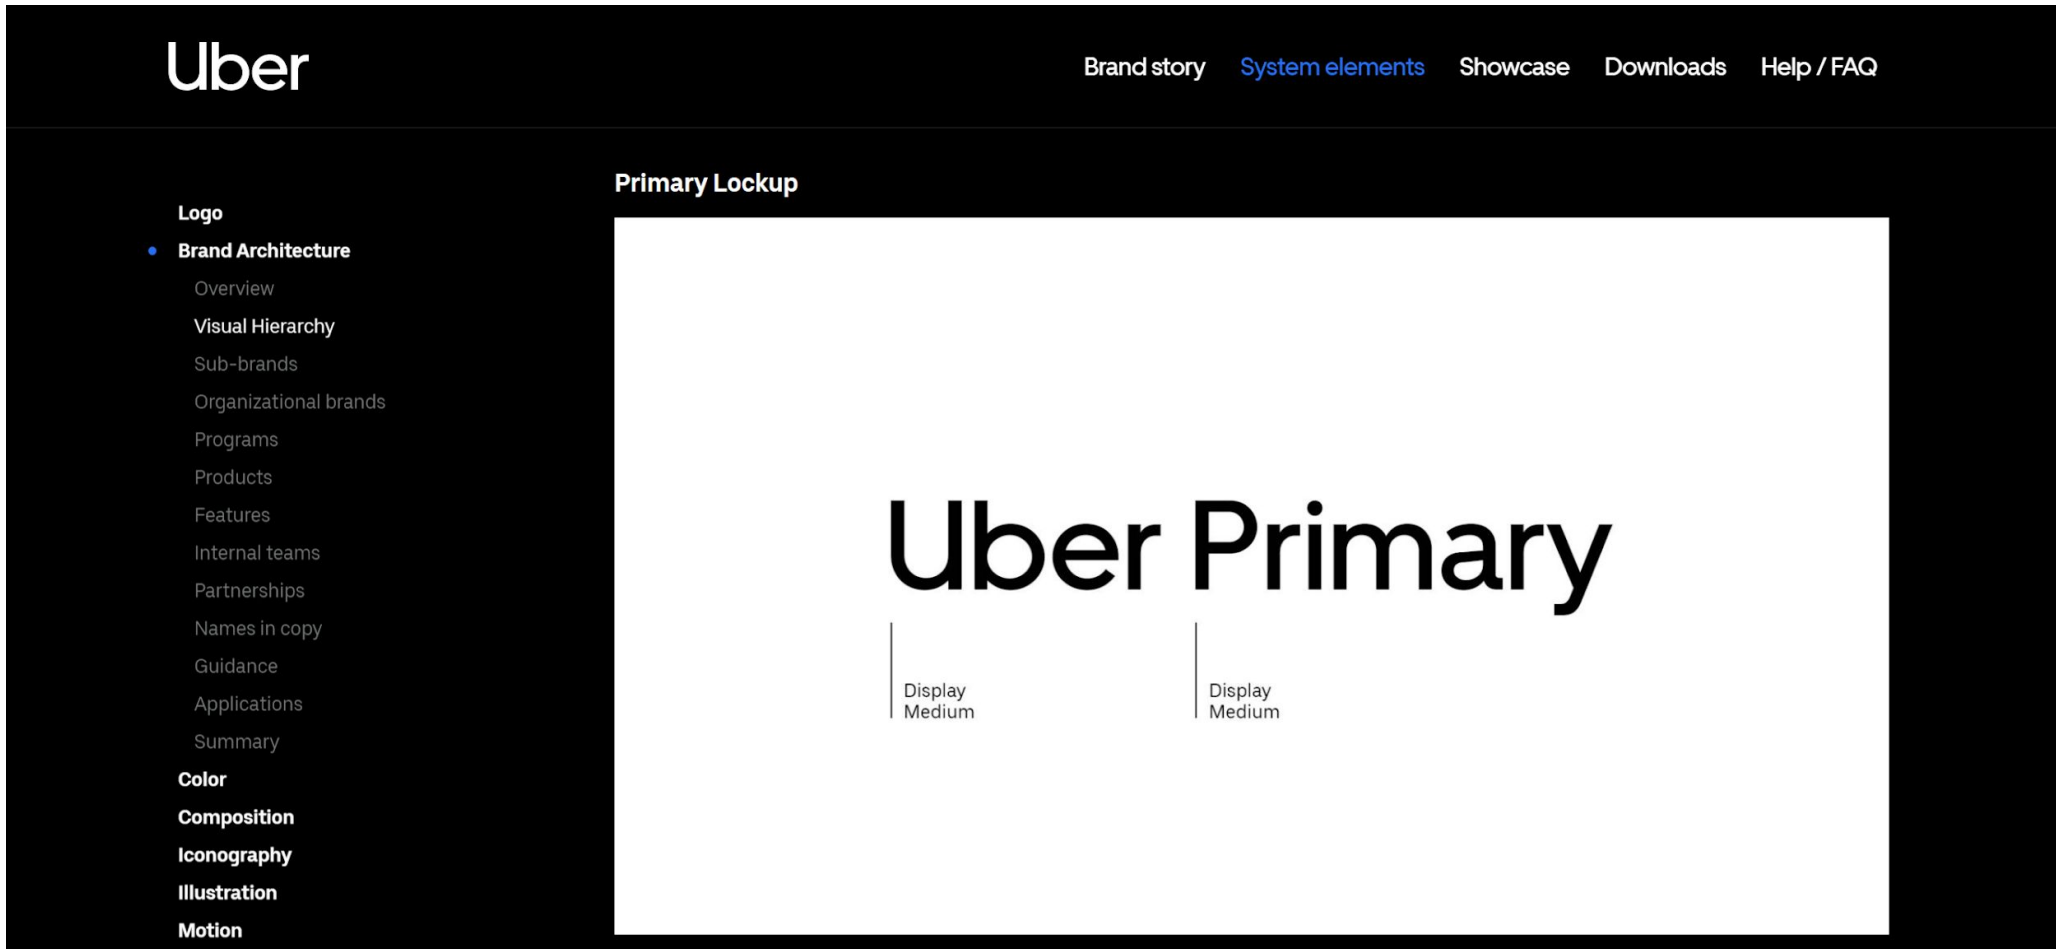 Uber
Brand story System elements Showcase Downloads Help / FAQ
Logo
Brand Architecture
Overview
Visual Hierarchy
Sub-brands
Organizational brands
Programs
Products
Features
Internal teams
Partnerships
Names in copy
Guidance
Applications
Summary
Color
Composition
Iconography
Illustration
Motion
Primary Lockup
Uber Primary
Display
Medium
Display
Medium